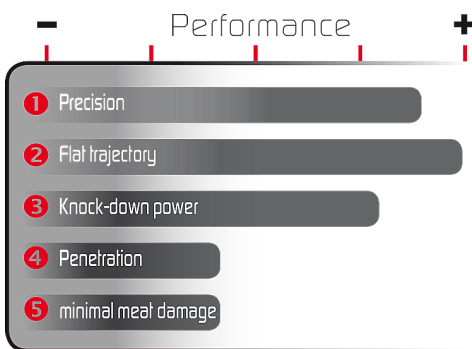 - Performance +
1 Precision
2 Flat trajectory
3 Knock-down power
4 Penetration
5 minimal meat damage